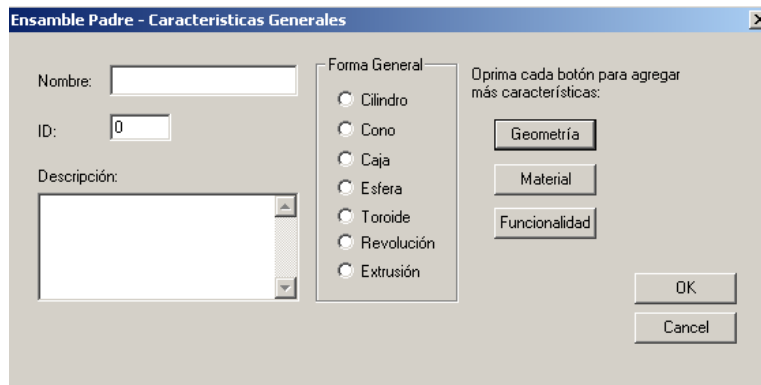 Ensamble Padre - Caracteristicas Generales
Nombre:
ID:
0
Descripción:
Forma General
Cilindro
Cono
Caja
Esfera
Toroide
Revolución
Extrusión
Oprima cada botón para agregar
más características:
Geometría
Material
Funcionalidad
OK
Cancel